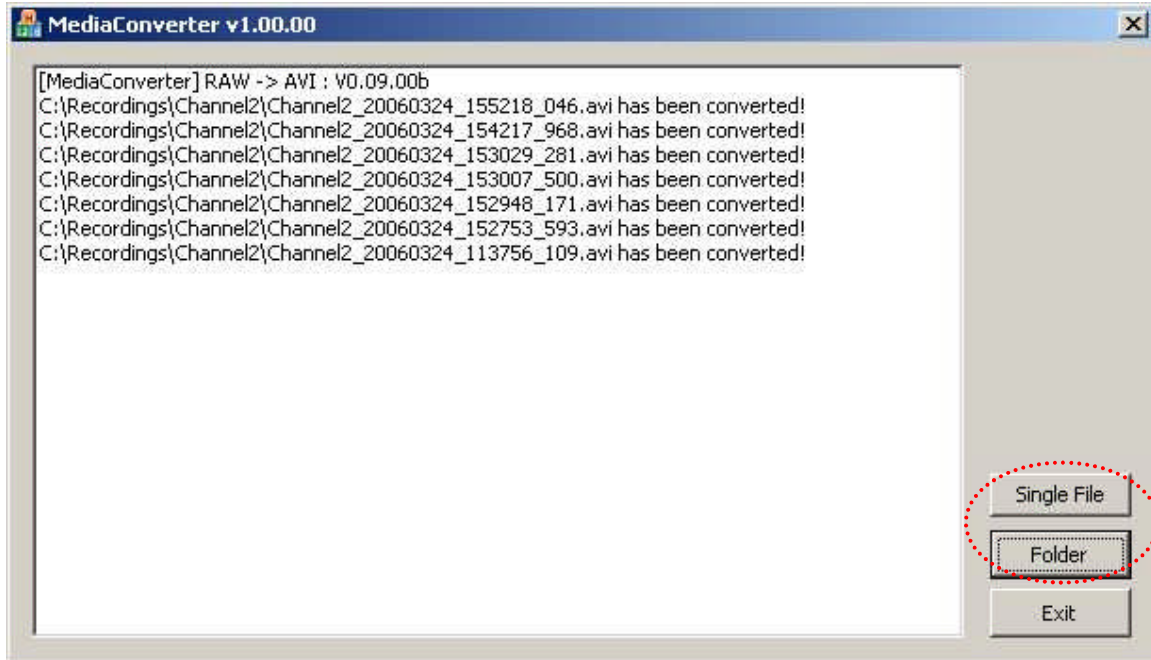 MediaConverter v1.00.00
[MediaConverter] RAW -> AVI : V0.09.00b
C:\Recordings\Channel2\Channel2_20060324_155218_046.avi has been converted!
C:\Recordings\Channel2\Channel2_20060324_154217_968.avi has been converted!
C:\Recordings\Channel2\Channel2_20060324_153029_281.avi has been converted!
C:\Recordings\Channel2\Channel2_20060324_153007_500.avi has been converted!
C:\Recordings\Channel2\Channel2_20060324_152948_171.avi has been converted!
C:\Recordings\Channel2\Channel2_20060324_152753_593.avi has been converted!
C:\Recordings\Channel2\Channel2_20060324_113756_109.avi has been converted!
Single File
Folder
Exit